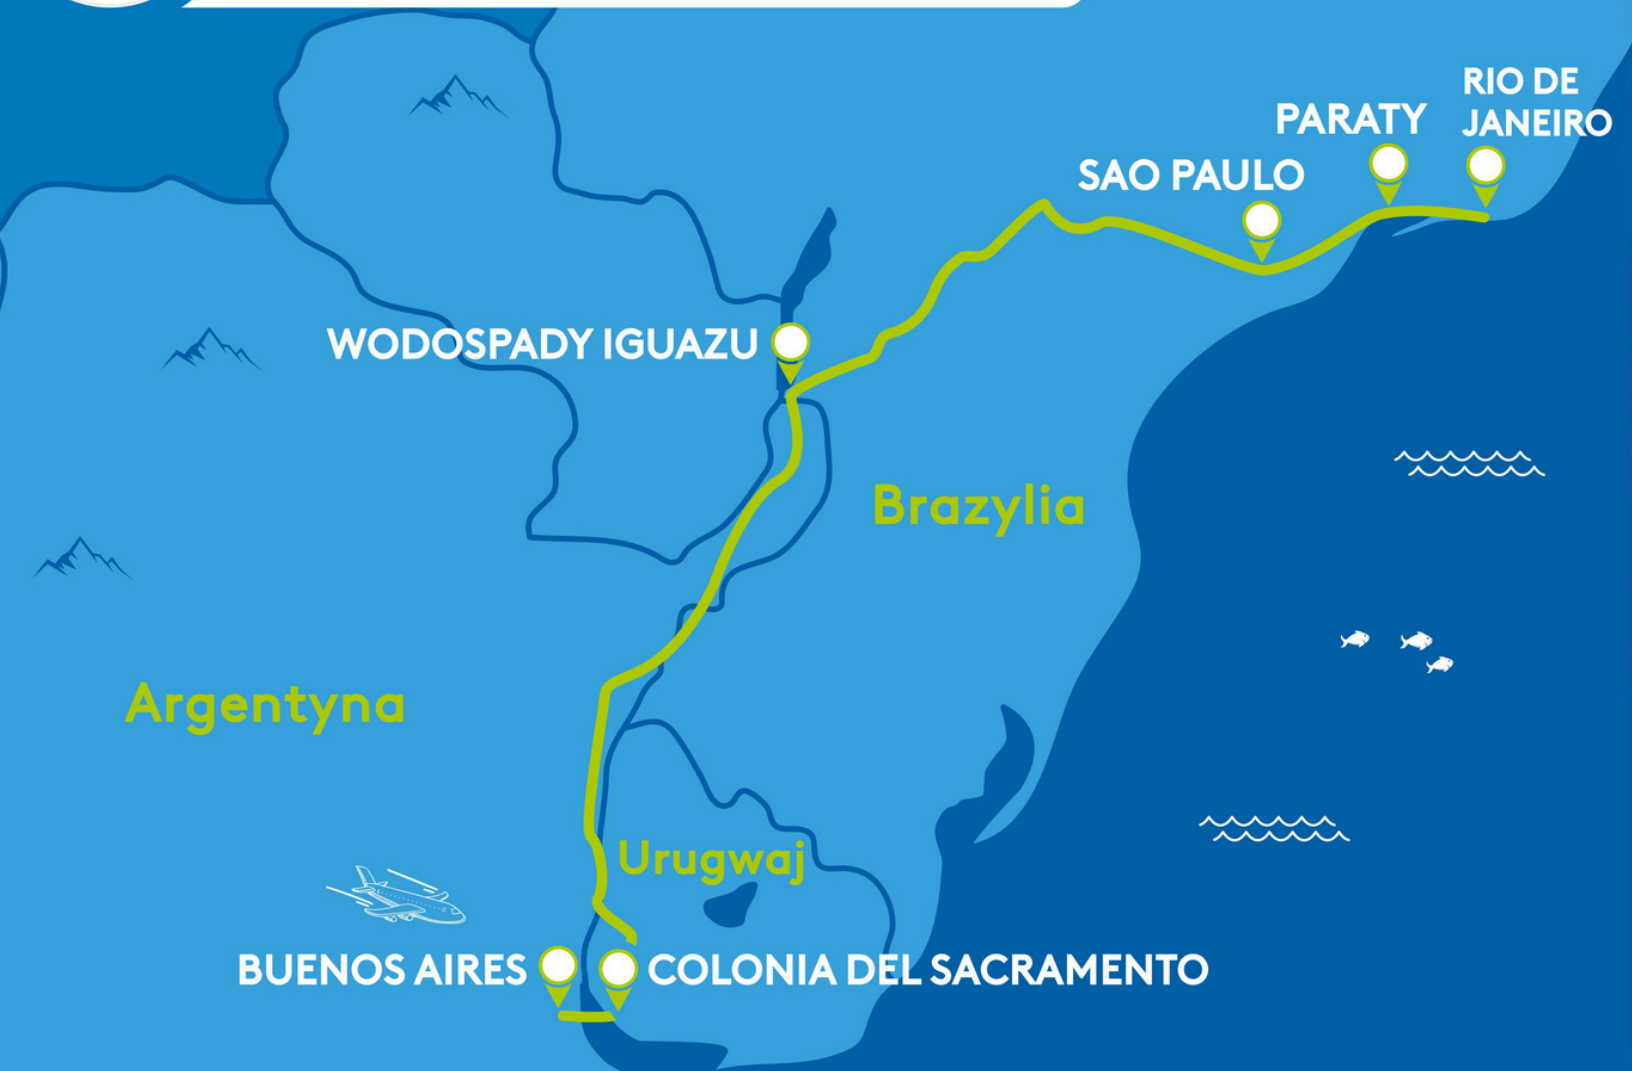 RIO DE
JANEIRO
PARATY
SAO PAULO
WODOSPADY IGUAZU
Brazylia
Argentyna
Urugwaj
BUENOS AIRES
COLONIA DEL SACRAMENTO